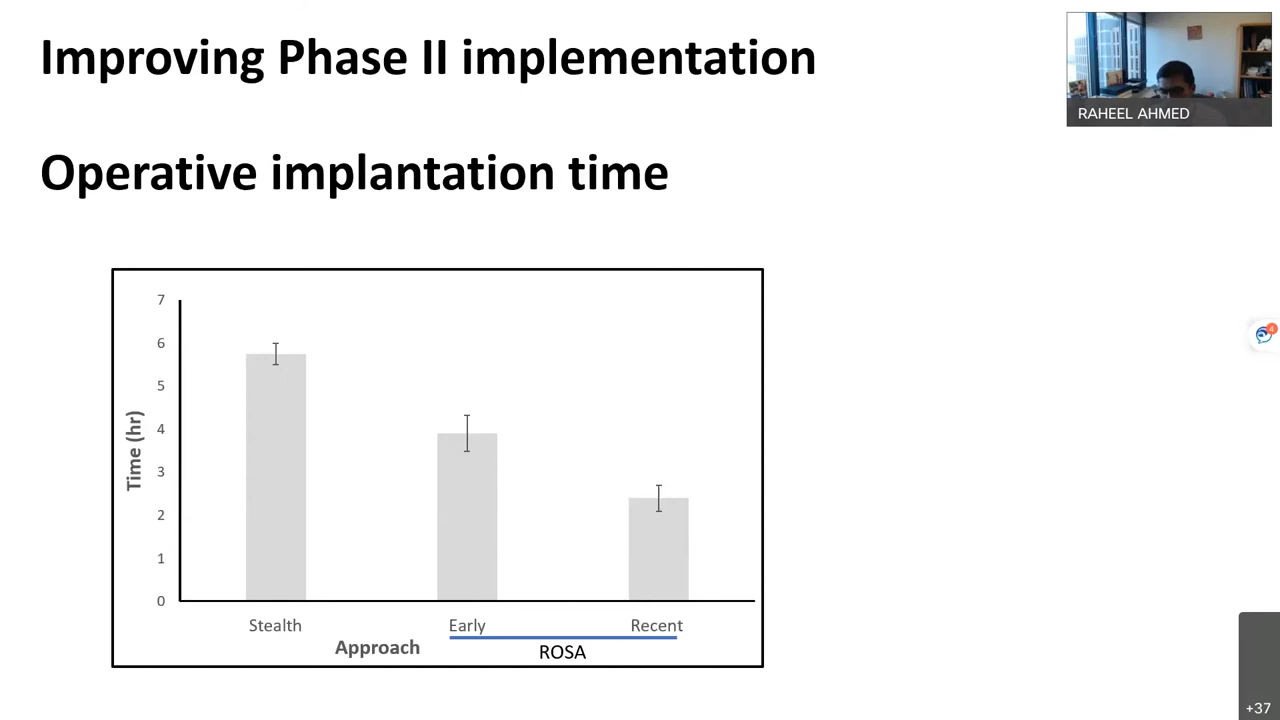 Improving Phase II implementation
RAHEEL AHMED
Operative implantation time
7
6
5
4
3
2
1
0
Time (hr)
Stealth
Early
Recent
Approach
ROSA
4
+37